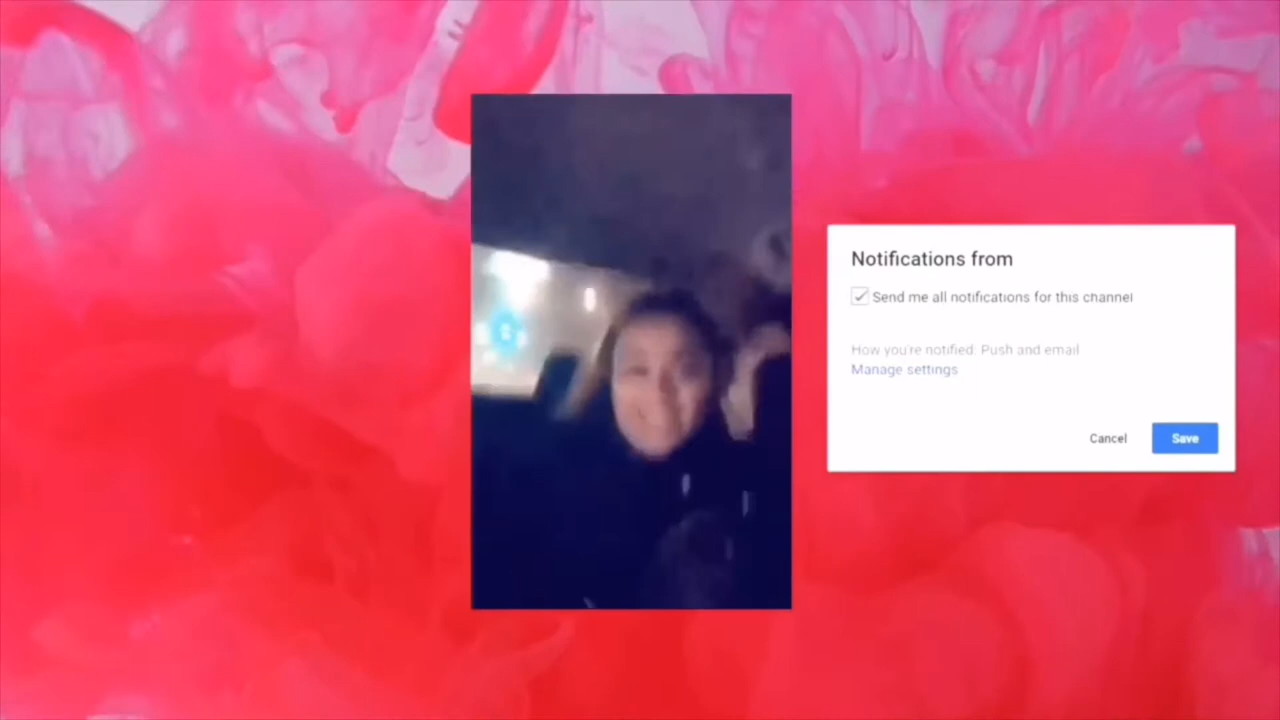 Notifications from
Send me all notifications for this channel
How you're notified: Push and email
Manage settings
Cancel
Save